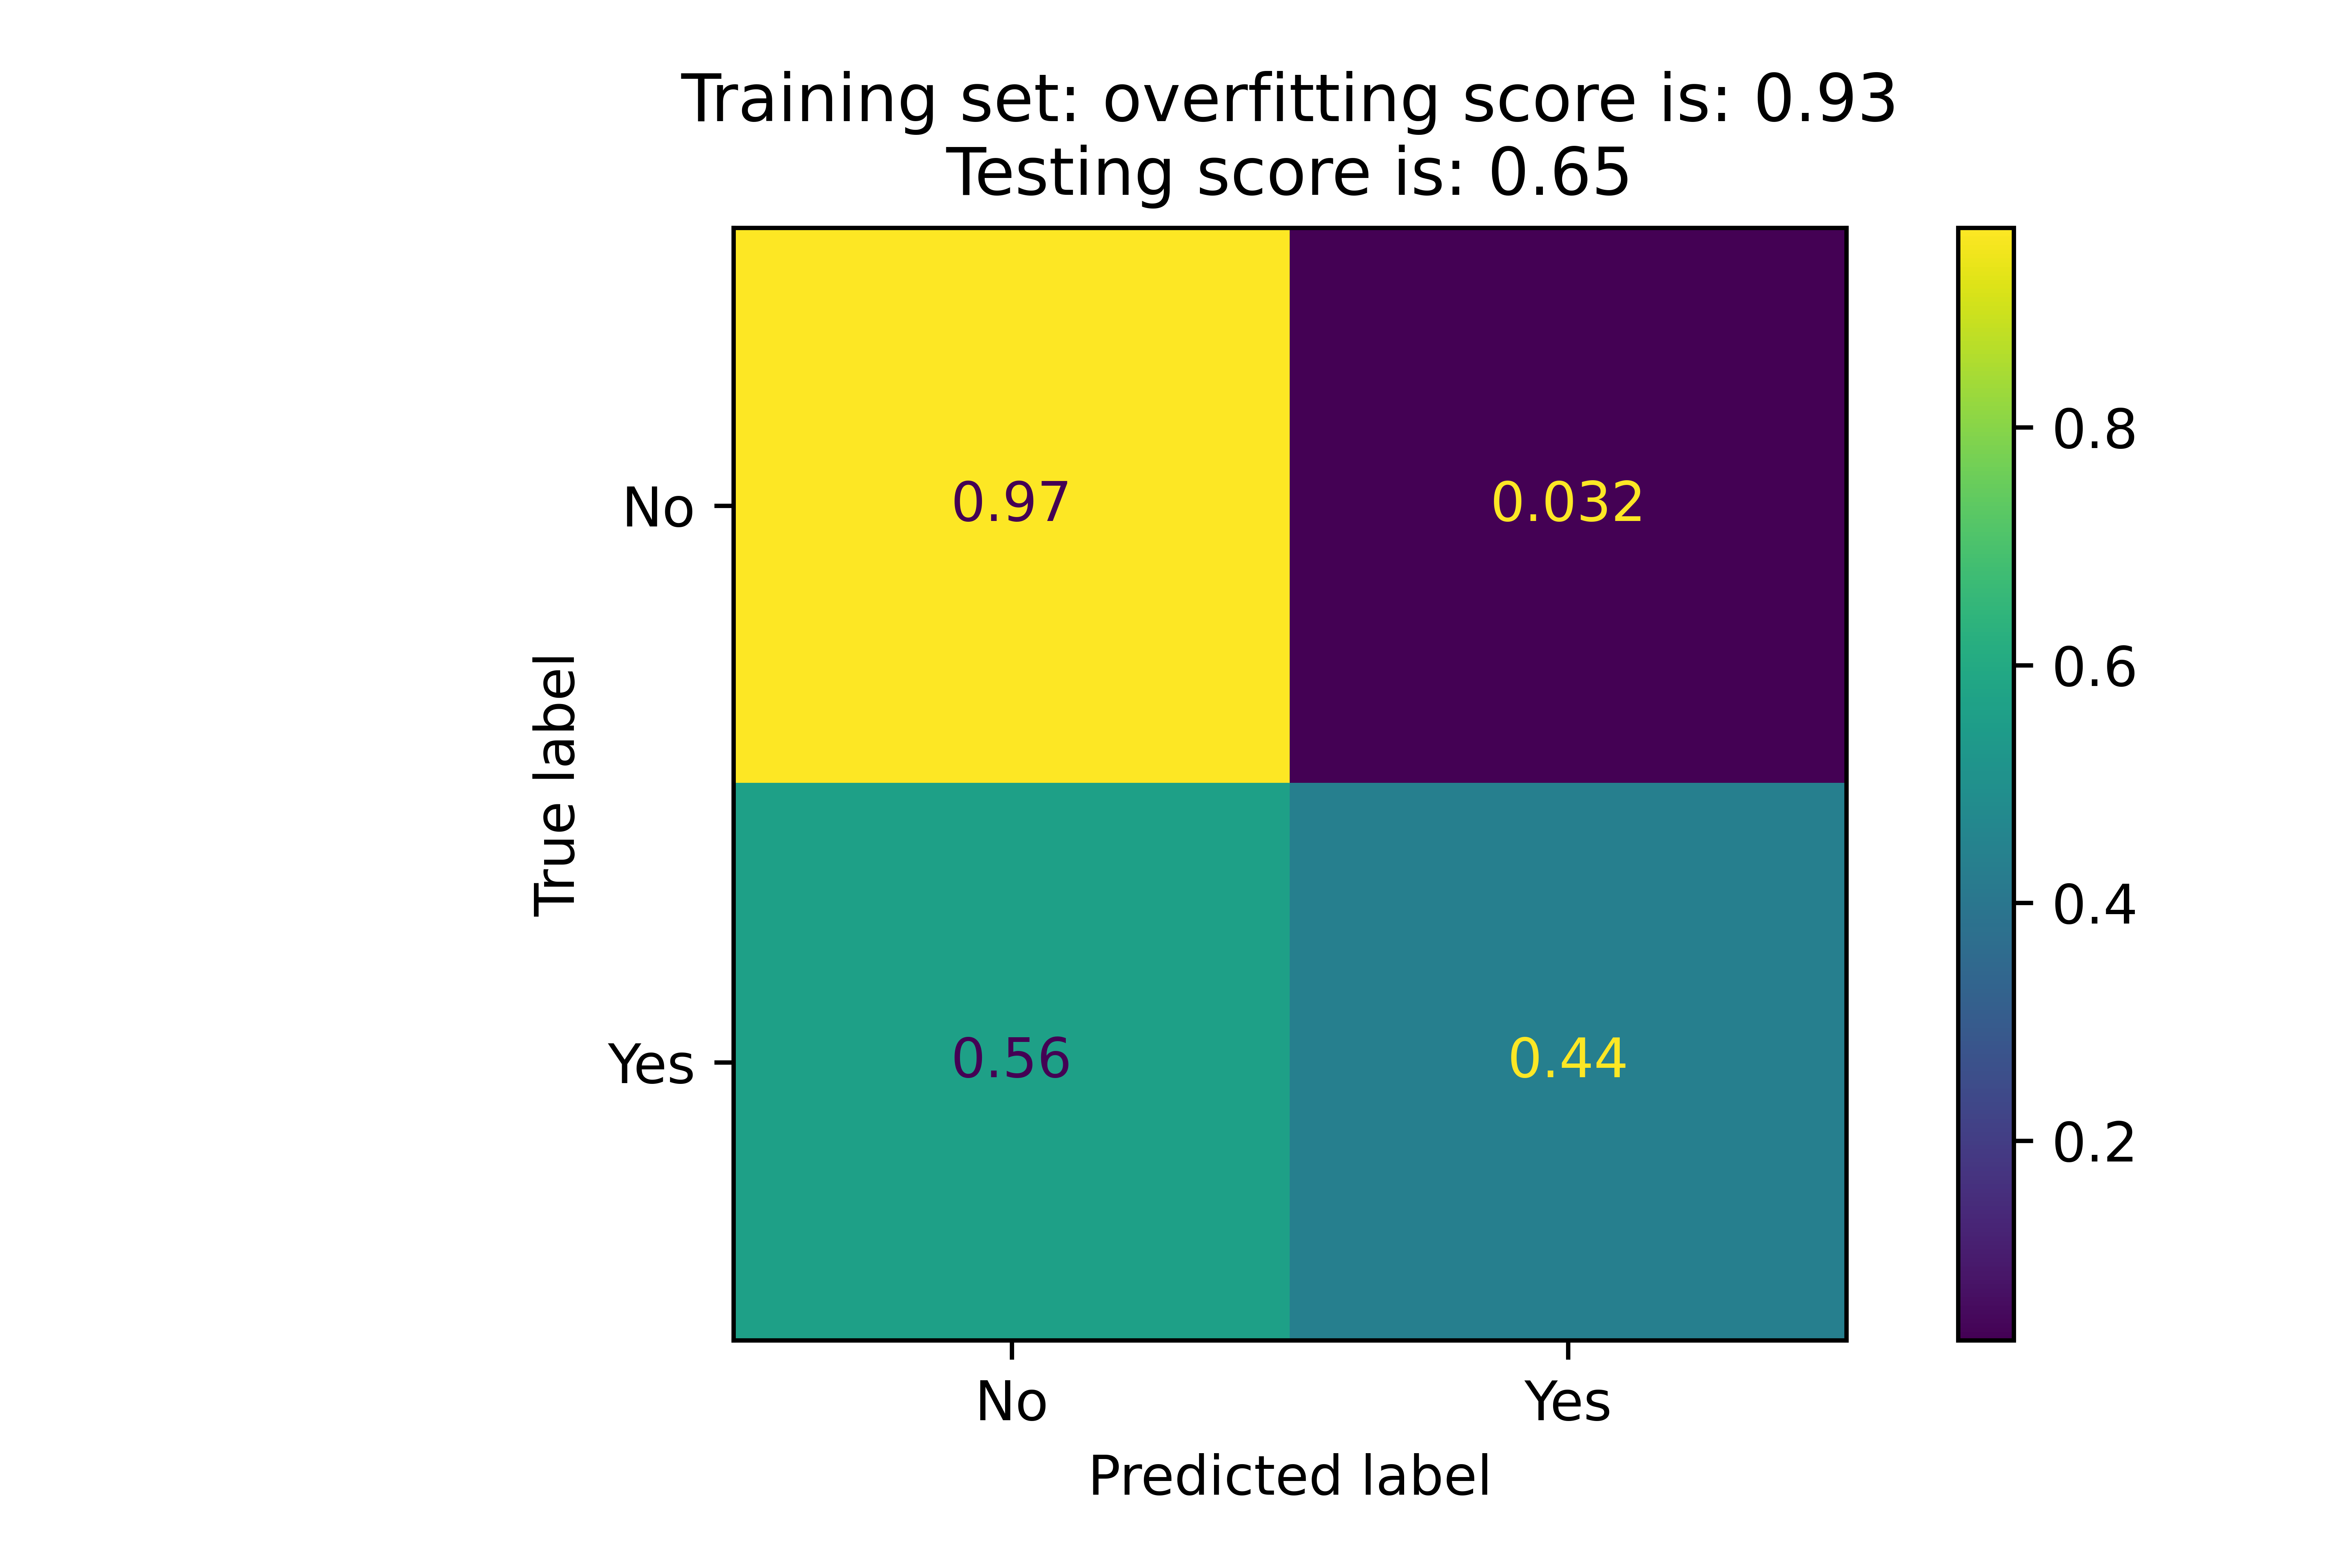 Training set: overfitting score is: 0.93
Testing score is: 0.65
0.8
No
0.97
0.032
0.6
True label
0.4
Yes
0.56
0.44
0.2
No
Yes
Predicted label